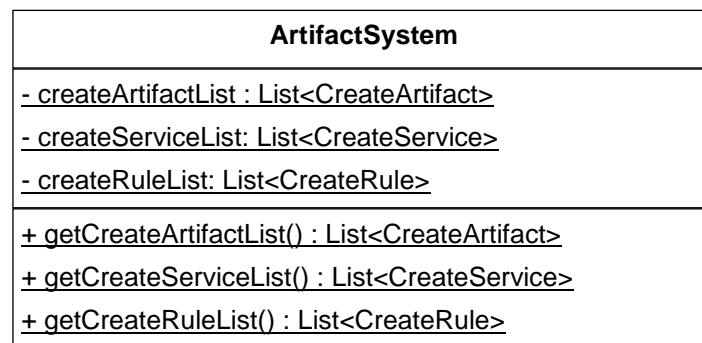 ArtifactSystem
- createArtifactList : List<CreateArtifact>
- createServiceList: List<CreateService>
- createRuleList: List<CreateRule>
+ getCreateArtifactList() : List<CreateArtifact>
+ getCreateServiceList() : List<CreateService>
+ getCreateRuleList() : List<CreateRule>